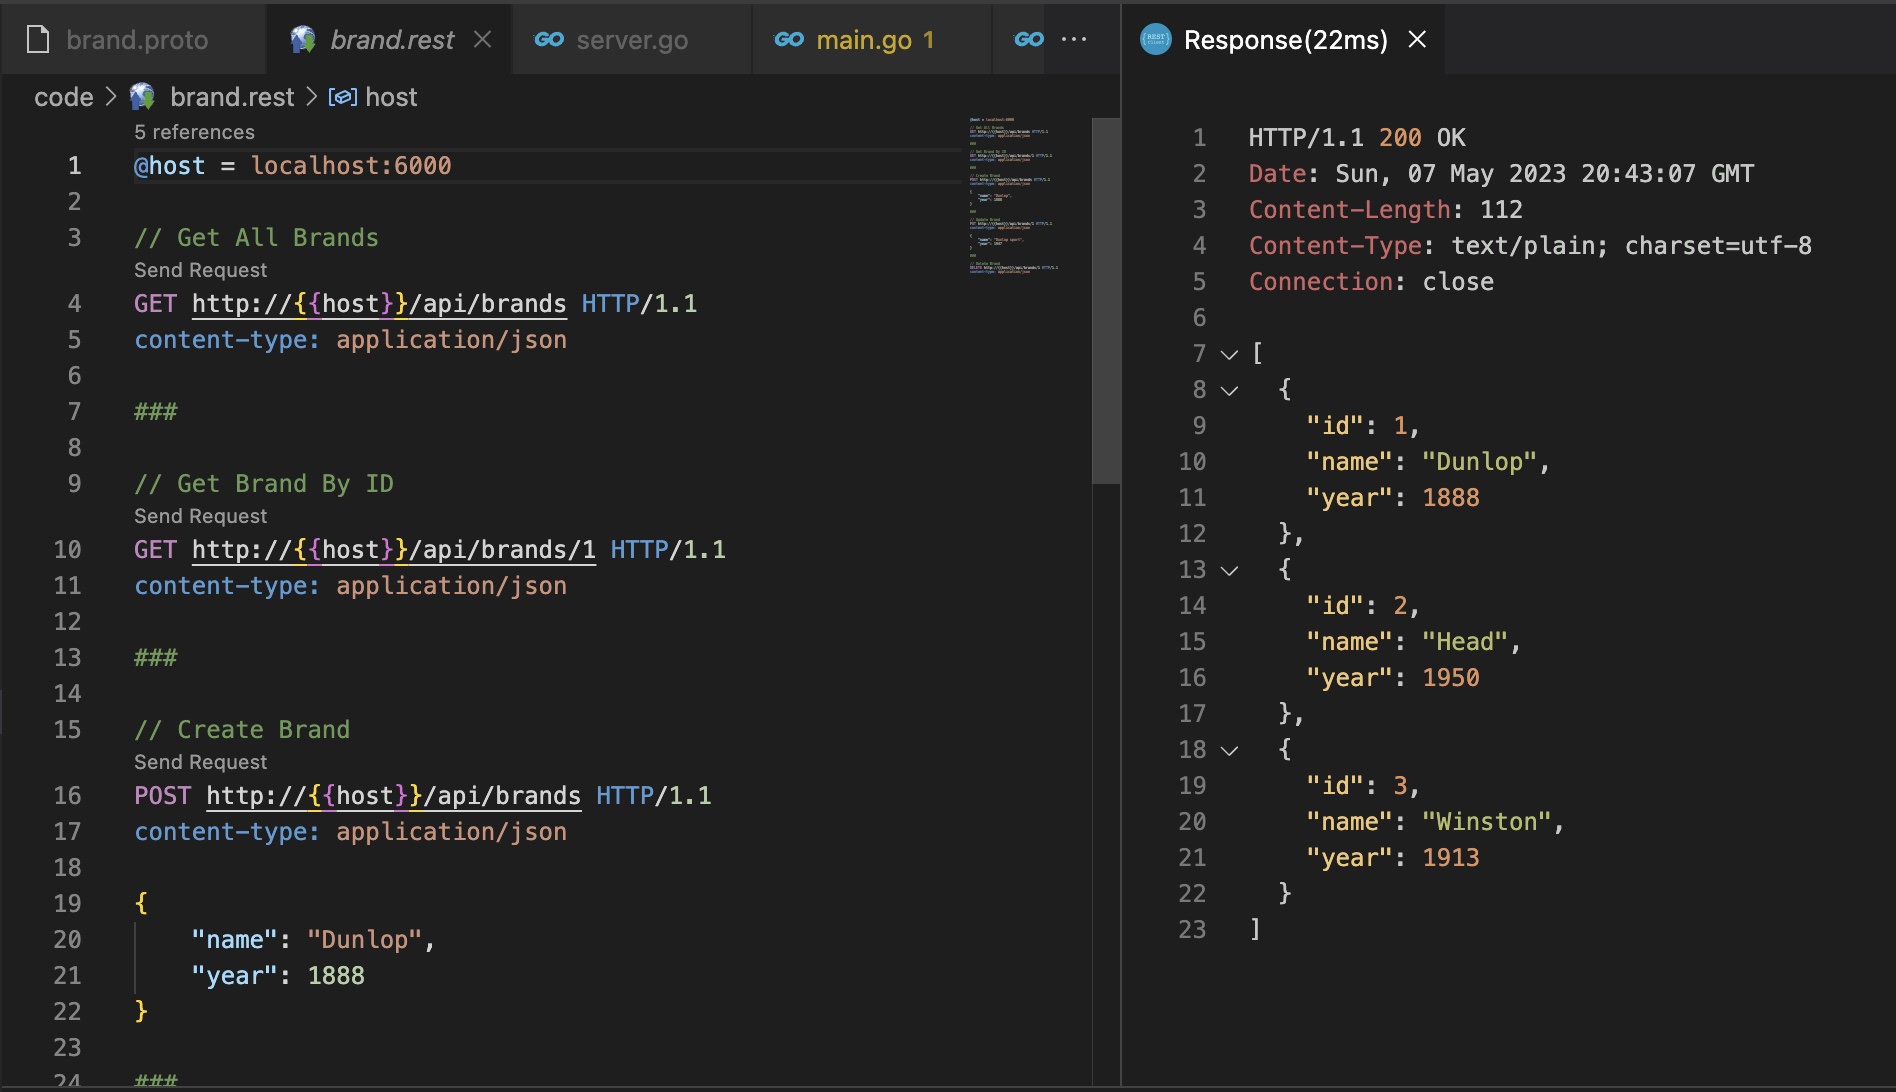 brand.proto
brand.rest
server.go
main.go 1
Response(22ms)
code > brand.rest > host
5 references
1 @host = localhost:6000
2
3 // Get All Brands
Send Request
4 GET http://{{host}}/api/brands HTTP/1.1
5 content-type: application/json
6
7 ###
8
9 // Get Brand By ID
Send Request
10 GET http://{{host}}/api/brands/1 HTTP/1.1
11 content-type: application/json
12
13 ###
14
15 // Create Brand
Send Request
16 POST http://{{host}}/api/brands HTTP/1.1
17 content-type: application/json
18
19 {
20 "name": "Dunlop",
21 "year": 1888
22 }
23
24 ###
1 HTTP/1.1 200 OK
2 Date: Sun, 07 May 2023 20:43:07 GMT
3 Content-Length: 112
4 Content-Type: text/plain; charset=utf-8
5 Connection: close
6
7 [
8 {
9 "id": 1,
10 "name": "Dunlop",
11 "year": 1888
12 },
13 {
14 "id": 2,
15 "name": "Head",
16 "year": 1950
17 },
18 {
19 "id": 3,
20 "name": "Winston",
21 "year": 1913
22 }
23 ]